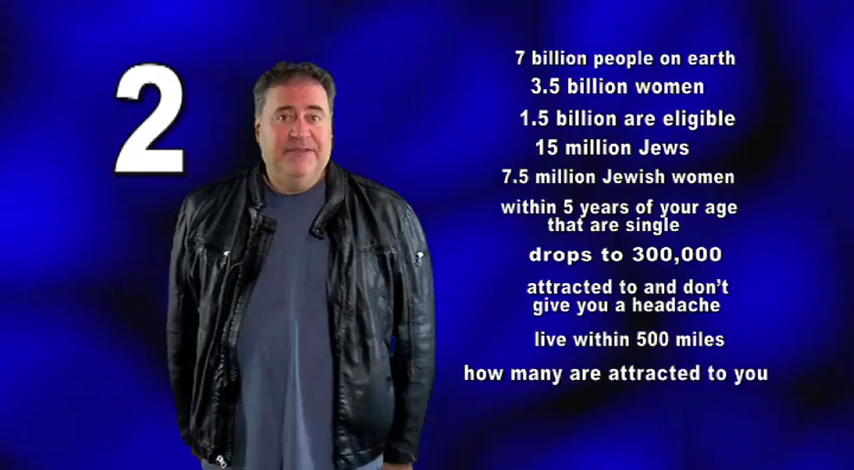 2
7 billion people on earth
3.5 billion women
1.5 billion are eligible
15 million Jews
7.5 million Jewish women
within 5 years of your age
that are single
drops to 300,000
attracted to and don't
give you a headache
live within 500 miles
how many are attracted to you